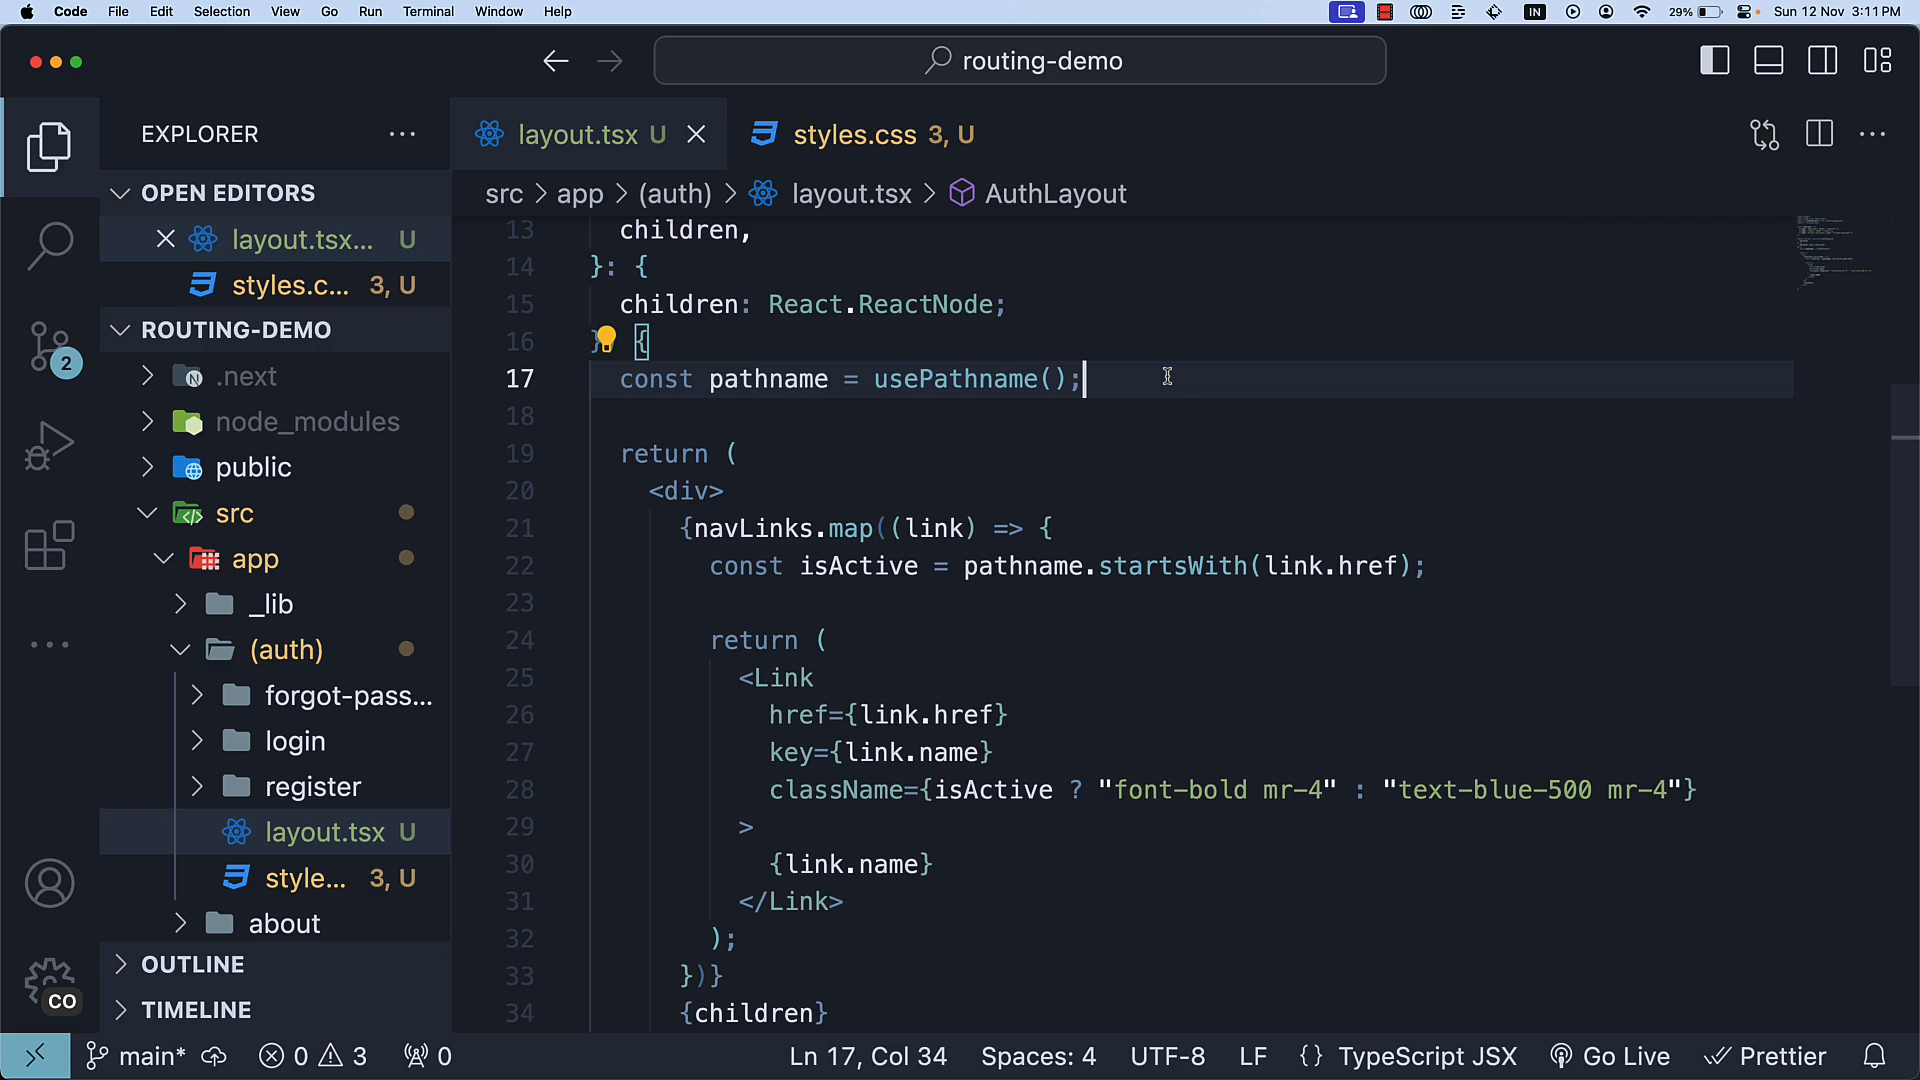 Code File Edit Selection View Go Run Terminal Window Help IN 29% Sun 12 Nov 3:11 PM
routing-demo
EXPLORER
layout.tsx U
styles.css 3, U
OPEN EDITORS
src app (auth) layout.tsx AuthLayout
layout.tsx... U
styles.c... 3, U
ROUTING-DEMO
.next
node_modules
public
src
app
_lib
(auth)
forgot-pass...
login
register
layout.tsx U
style... 3, U
about
OUTLINE
TIMELINE
2
CO
13 children,
14 }: {
15 children: React.ReactNode;
16 } {
17 const pathname = usePathname();
18
19 return (
20 <div>
21 {navLinks.map((link) => {
22 const isActive = pathname.startsWith(link.href);
23
24 return (
25 <Link
26 href={link.href}
27 key={link.name}
28 className={isActive ? "font-bold mr-4" : "text-blue-500 mr-4"}
29 >
30 {link.name}
31 </Link>
32 );
33 })}
34 {children}
main* 0 3 0 Ln 17, Col 34 Spaces: 4 UTF-8 LF {} TypeScript JSX Go Live Prettier